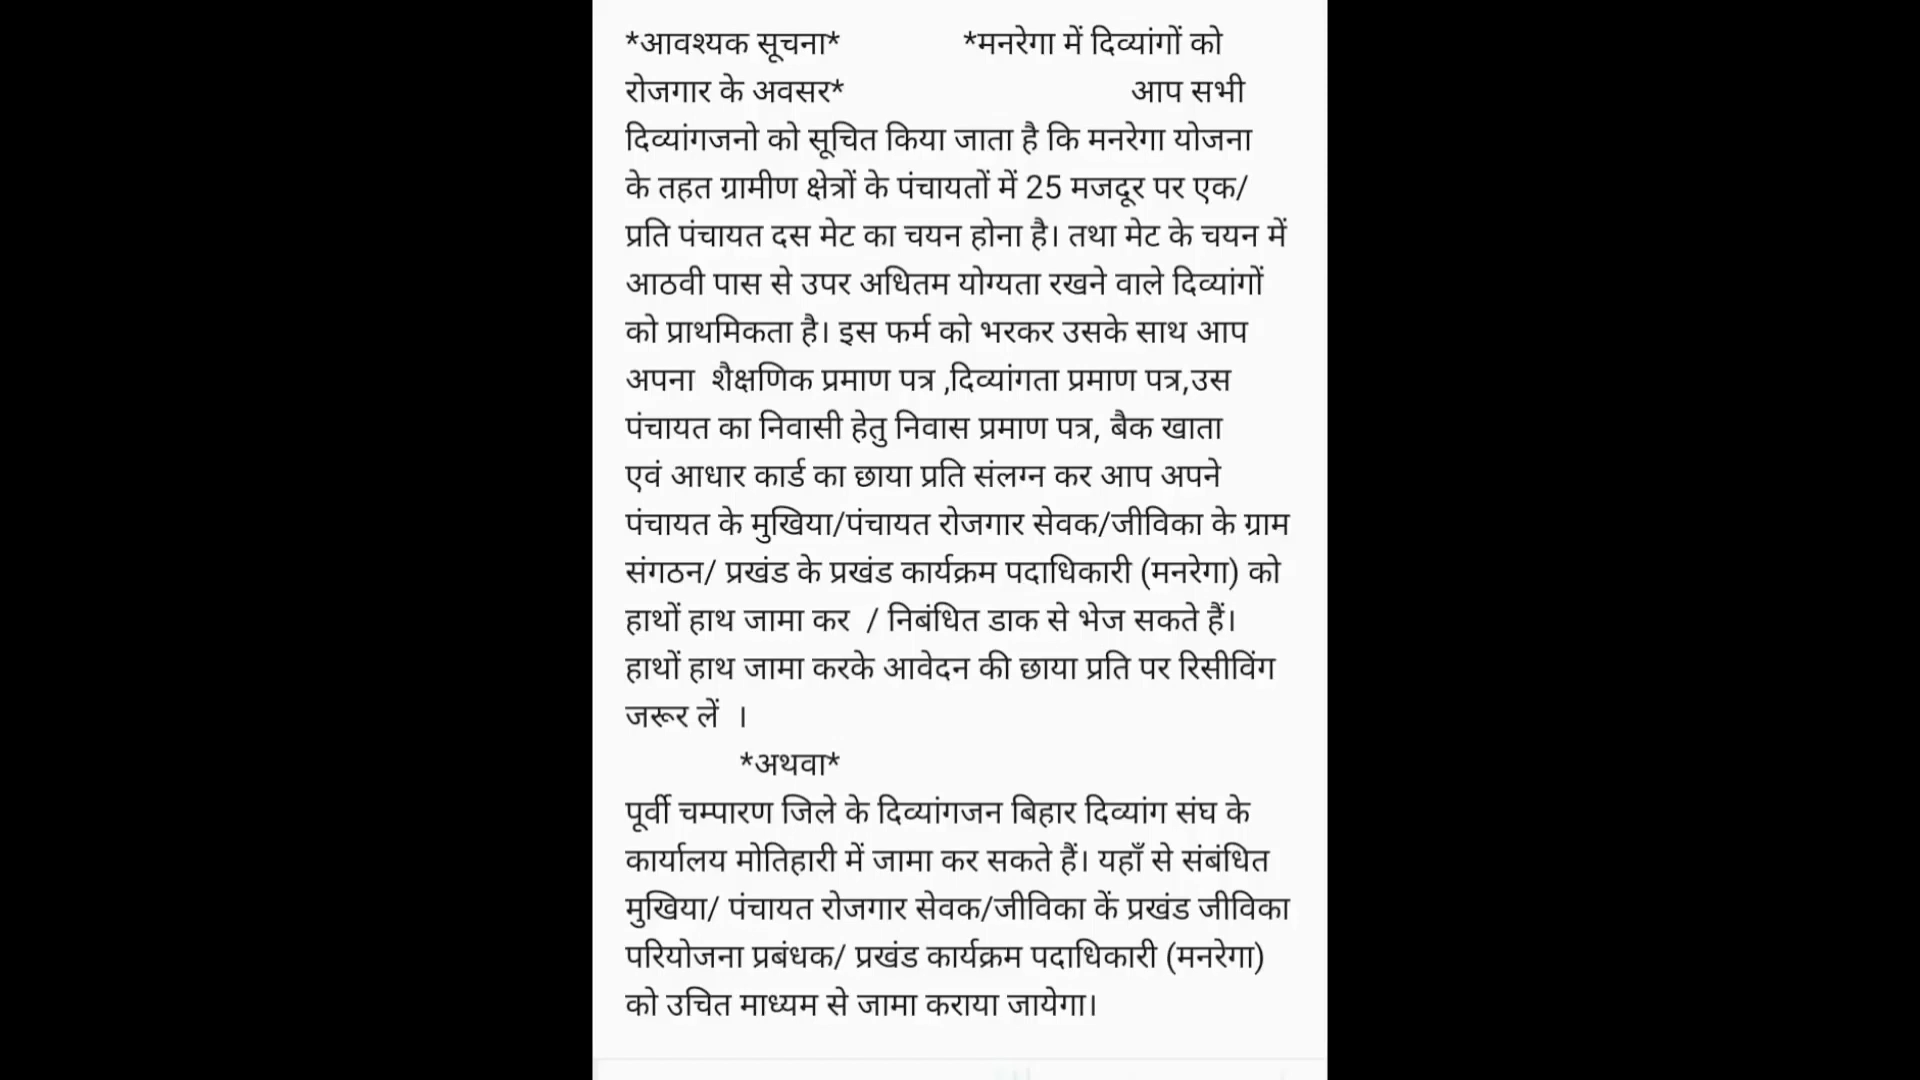 *आवश्यक सूचना* *मनरेगा में दिव्यांगों को
रोजगार के अवसर* आप सभी
दिव्यांगजनो को सूचित किया जाता है कि मनरेगा योजना
के तहत ग्रामीण क्षेत्रों के पंचायतों में 25 मजदूर पर एक/
प्रति पंचायत दस मेट का चयन होना है। तथा मेट के चयन में
आठवी पास से उपर अधितम योग्यता रखने वाले दिव्यांगों
को प्राथमिकता है। इस फर्म को भरकर उसके साथ आप
अपना  शैक्षणिक प्रमाण पत्र ,दिव्यांगता प्रमाण पत्र,उस
पंचायत का निवासी हेतु निवास प्रमाण पत्र, बैक खाता
एवं आधार कार्ड का छाया प्रति संलग्न कर आप अपने
पंचायत के मुखिया/पंचायत रोजगार सेवक/जीविका के ग्राम
संगठन/ प्रखंड के प्रखंड कार्यक्रम पदाधिकारी (मनरेगा) को
हाथों हाथ जामा कर  / निबंधित डाक से भेज सकते हैं।
हाथों हाथ जामा करके आवेदन की छाया प्रति पर रिसीविंग
जरूर लें  ।
*अथवा*
पूर्वी चम्पारण जिले के दिव्यांगजन बिहार दिव्यांग संघ के
कार्यालय मोतिहारी में जामा कर सकते हैं। यहाँ से संबंधित
मुखिया/ पंचायत रोजगार सेवक/जीविका कें प्रखंड जीविका
परियोजना प्रबंधक/ प्रखंड कार्यक्रम पदाधिकारी (मनरेगा)
को उचित माध्यम से जामा कराया जायेगा।